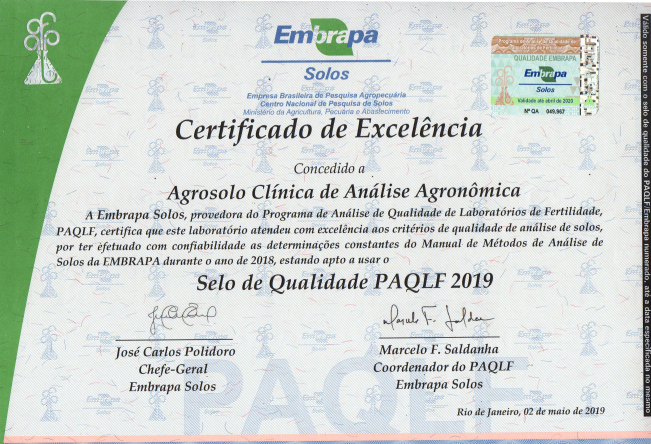 Embrapa
Solos
Empresa Brasileira de Pesquisa Agropecuária
Centro Nacional de Pesquisa de Solos
Ministério da Agricultura, Pecuária e Abastecimento
QUALIDADE EMBRAPA
Embrapa
Solos
Validade até abril de 2020
Nº QA 049.967
Certificado de Excelência
Concedido a
Agrosolo Clínica de Análise Agronômica
A Embrapa Solos, provedora do Programa de Análise de Qualidade de Laboratórios de Fertilidade,
PAQLF, certifica que este laboratório atendeu com excelência aos critérios de qualidade de análise de solos,
por ter efetuado com confiabilidade as determinações constantes do Manual de Métodos de Análise de
Solos da EMBRAPA durante o ano de 2018, estando apto a usar o
Selo de Qualidade PAQLF 2019
José Carlos Polidoro
Chefe-Geral
Embrapa Solos
Marcelo F. Saldanha
Coordenador do PAQLF
Embrapa Solos
PAQLF
Rio de Janeiro, 02 de maio de 2019
Válido somente com o selo de qualidade do PAQLF Embrapa numerado, até a data especificada no mesmo